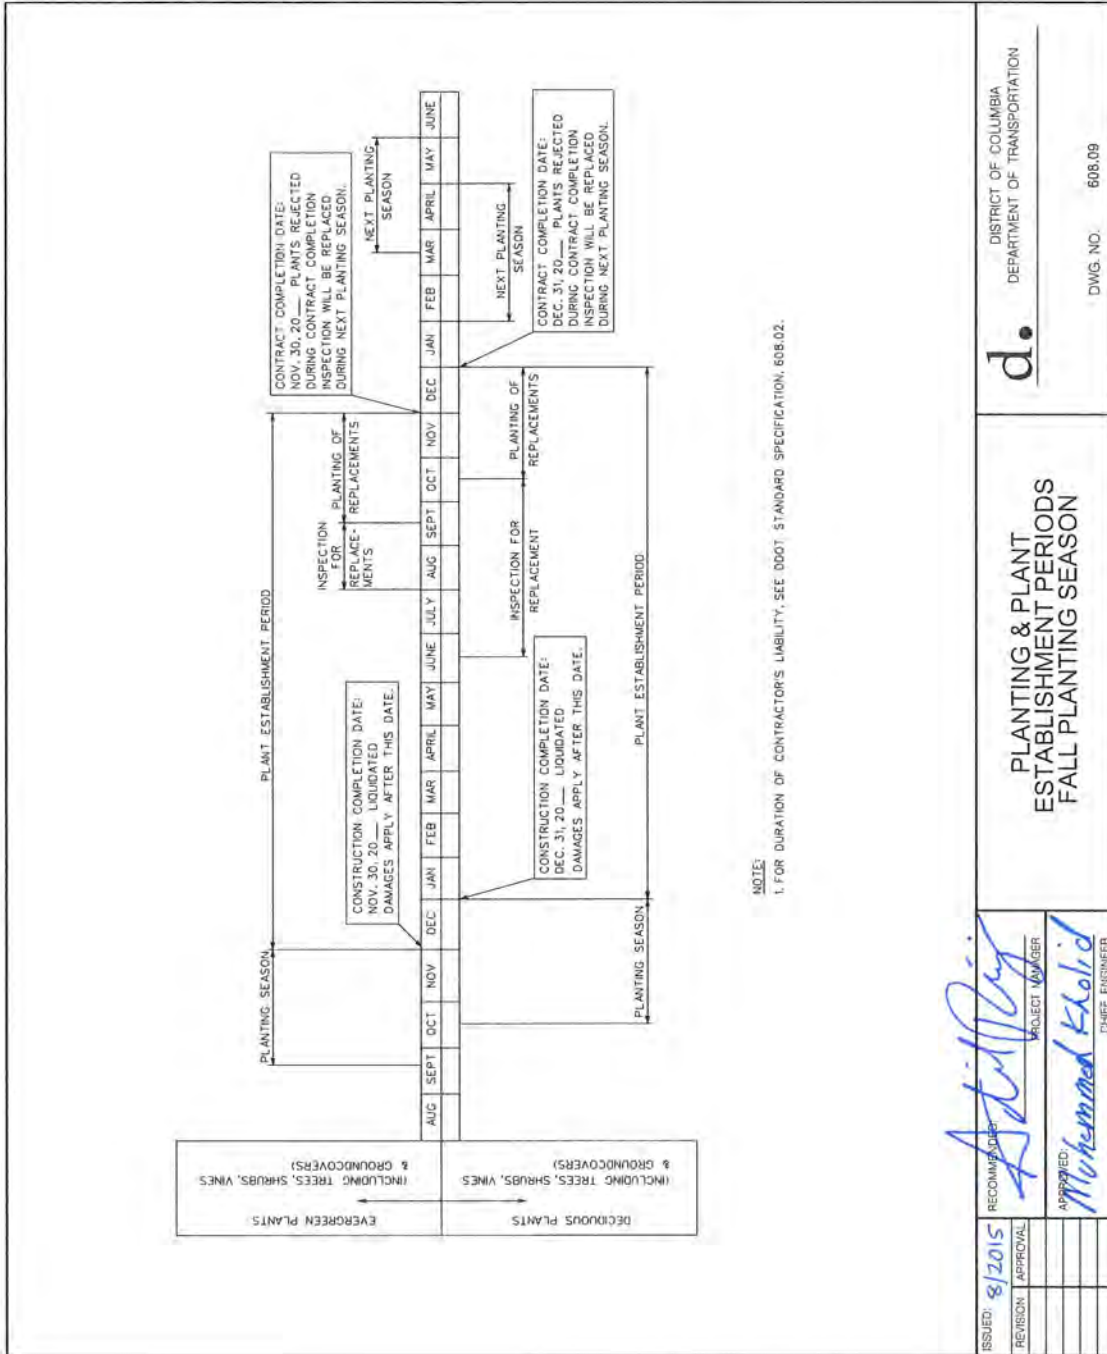 EVERGREEN PLANTS
(INCLUDING TREES, SHRUBS, VINES
& GROUNDCOVERS)
DECIDUOUS PLANTS
(INCLUDING TREES, SHRUBS, VINES
& GROUNDCOVERS)
PLANTING SEASON
PLANT ESTABLISHMENT PERIOD
CONSTRUCTION COMPLETION DATE:
NOV. 30, 20___ LIQUIDATED
DAMAGES APPLY AFTER THIS DATE.
INSPECTION
FOR
REPLACE-
MENTS
PLANTING OF
REPLACEMENTS
CONTRACT COMPLETION DATE:
NOV. 30, 20___ PLANTS REJECTED
DURING CONTRACT COMPLETION
INSPECTION WILL BE REPLACED
DURING NEXT PLANTING SEASON.
NEXT PLANTING
SEASON
AUG SEPT OCT NOV DEC JAN FEB MAR APRIL MAY JUNE JULY AUG SEPT OCT NOV DEC JAN FEB MAR APRIL MAY JUNE
CONSTRUCTION COMPLETION DATE:
DEC. 31, 20___ LIQUIDATED
DAMAGES APPLY AFTER THIS DATE.
INSPECTION FOR
REPLACEMENT
PLANTING OF
REPLACEMENTS
NEXT PLANTING
SEASON
CONTRACT COMPLETION DATE:
DEC. 31, 20___ PLANTS REJECTED
DURING CONTRACT COMPLETION
INSPECTION WILL BE REPLACED
DURING NEXT PLANTING SEASON.
PLANTING SEASON
PLANT ESTABLISHMENT PERIOD
NOTE:
1. FOR DURATION OF CONTRACTOR'S LIABILITY, SEE DDOT STANDARD SPECIFICATION, 608.02.
ISSUED: 8/2015
REVISION APPROVAL
RECOMMENDED:
PROJECT MANAGER
APPROVED:
Muhammed Khalid
CHIEF ENGINEER
PLANTING & PLANT
ESTABLISHMENT PERIODS
FALL PLANTING SEASON
d.
DISTRICT OF COLUMBIA
DEPARTMENT OF TRANSPORTATION
DWG. NO. 608.09